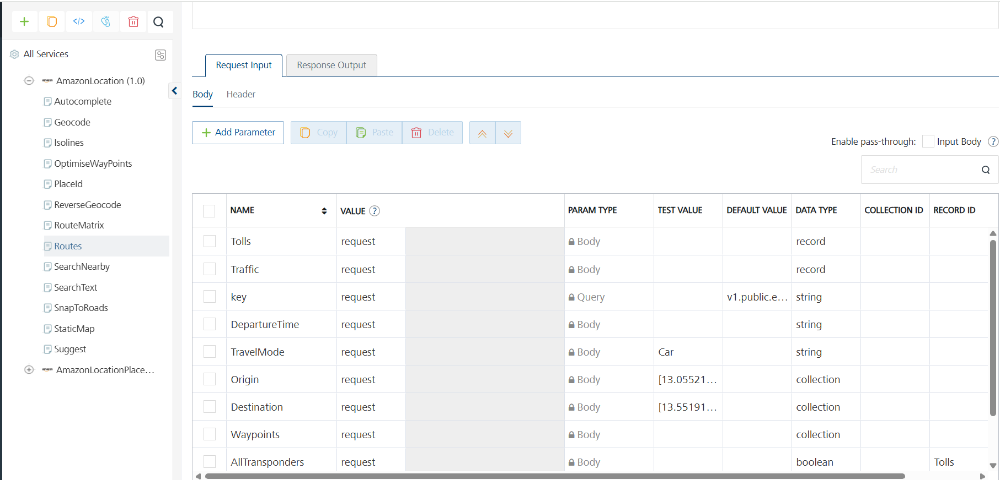 All Services
AmazonLocation (1.0)
Autocomplete
Geocode
Isolines
OptimiseWayPoints
PlaceId
ReverseGeocode
RouteMatrix
Routes
SearchNearby
SearchText
SnapToRoads
StaticMap
Suggest
AmazonLocationPlace...
Request Input Response Output
Body Header
Add Parameter Copy Paste Delete
Enable pass-through: Input Body ?
Search
NAME VALUE ? PARAM TYPE TEST VALUE DEFAULT VALUE DATA TYPE COLLECTION ID RECORD ID
Tolls request Body record
Traffic request Body record
key request Query v1.public.e... string
DepartureTime request Body string
TravelMode request Body Car string
Origin request Body [13.05521... collection
Destination request Body [13.55191... collection
Waypoints request Body collection
AllTransponders request Body boolean Tolls